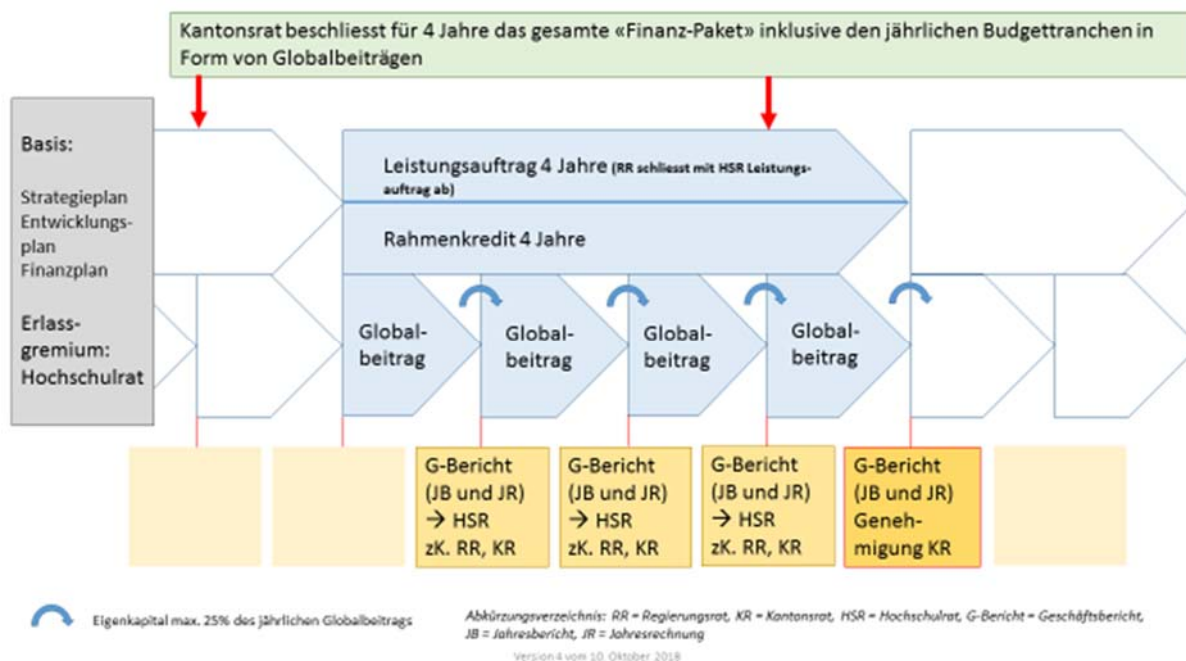 Kantonsrat beschliesst für 4 Jahre das gesamte «Finanz-Paket» inklusive den jährlichen Budgettranchen in
Form von Globalbeiträgen
Basis:
Strategieplan
Entwicklungs-
plan
Finanzplan
Erlass-
gremium:
Hochschulrat
Leistungsauftrag 4 Jahre (RR schliesst mit HSR Leistungs-
auftrag ab)
Rahmenkredit 4 Jahre
Global-
beitrag
Global-
beitrag
Global-
beitrag
Global-
beitrag
G-Bericht
(JB und JR)
→ HSR
zK. RR, KR
G-Bericht
(JB und JR)
→ HSR
zK. RR, KR
G-Bericht
(JB und JR)
→ HSR
zK. RR, KR
G-Bericht
(JB und JR)
Geneh-
migung KR
Eigenkapital max. 25% des jährlichen Globalbeitrags
Abkürzungsverzeichnis: RR = Regierungsrat, KR = Kantonsrat, HSR = Hochschulrat, G-Bericht = Geschäftsbericht,
JB = Jahresbericht, JR = Jahresrechnung
Version 4 vom 10. Oktober 2018